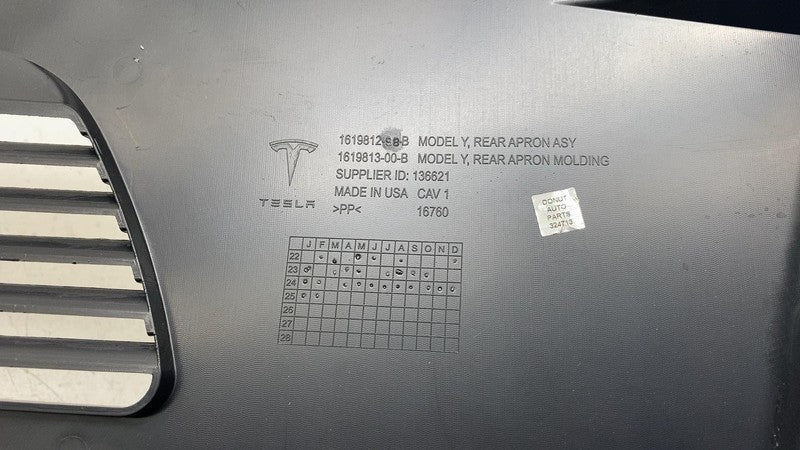 1619812- -B MODEL Y, REAR APRON ASY
1619813-00-B MODEL Y, REAR APRON MOLDING
SUPPLIER ID: 136621
MADE IN USA CAV 1
>PP< 16760
TESLA
DONUT
AUTO
PARTS
324713
J F M A M J J A S O N D
22
23
24
25
26
27
28